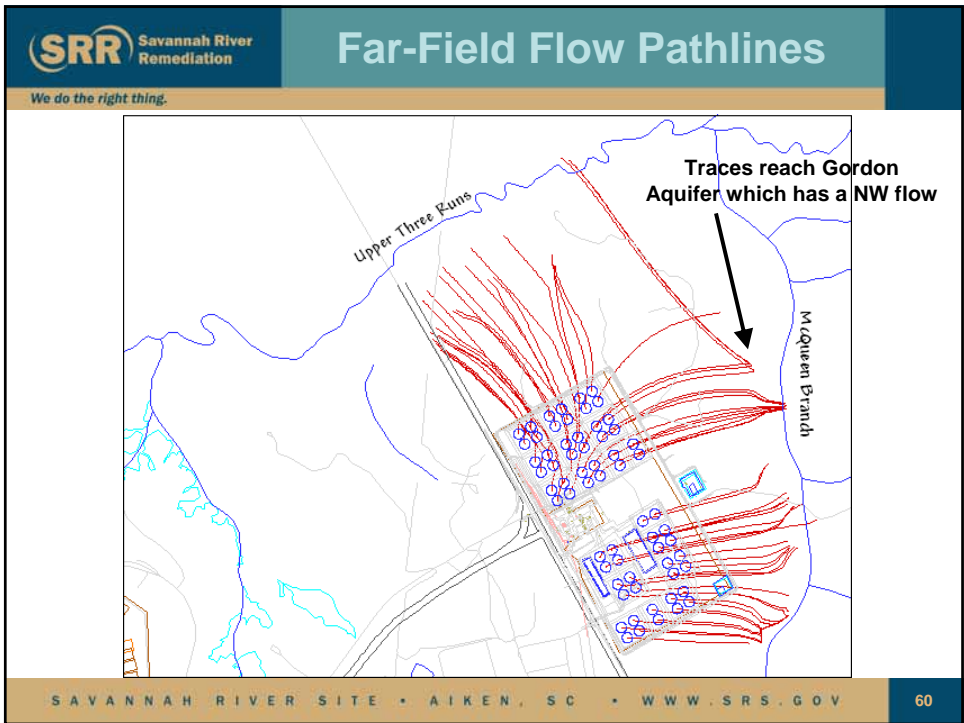 SRR Savannah River
Remediation
We do the right thing.
Far-Field Flow Pathlines
Traces reach Gordon
Aquifer which has a NW flow
Upper Three Runs
McQueen Branch
SAVANNAH RIVER SITE • AIKEN, SC • WWW.SRS.GOV
60